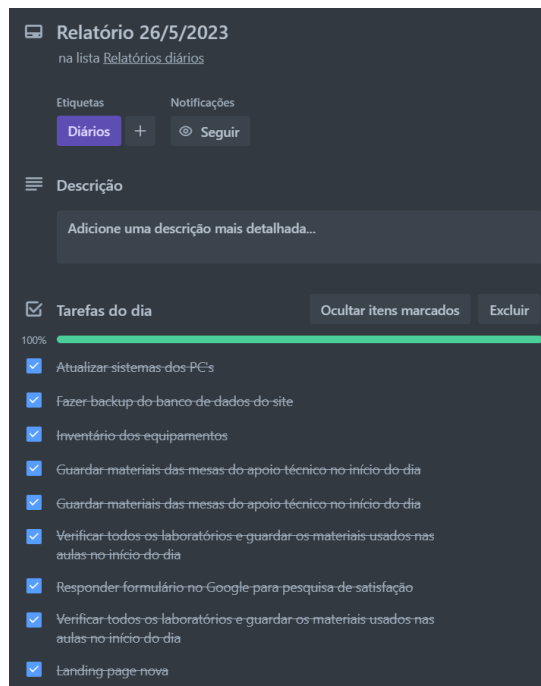 Relatório 26/5/2023
na lista Relatórios diários
Etiquetas
Notificações
Diários
+
Seguir
Descrição
Adicione uma descrição mais detalhada...
Tarefas do dia
Ocultar itens marcados
Excluir
100%
Atualizar sistemas dos PC's
Fazer backup do banco de dados do site
Inventário dos equipamentos
Guardar materiais das mesas do apoio técnico no início do dia
Guardar materiais das mesas do apoio técnico no início do dia
Verificar todos os laboratórios e guardar os materiais usados nas
aulas no início do dia
Responder formulário no Google para pesquisa de satisfação
Verificar todos os laboratórios e guardar os materiais usados nas
aulas no início do dia
Landing page nova